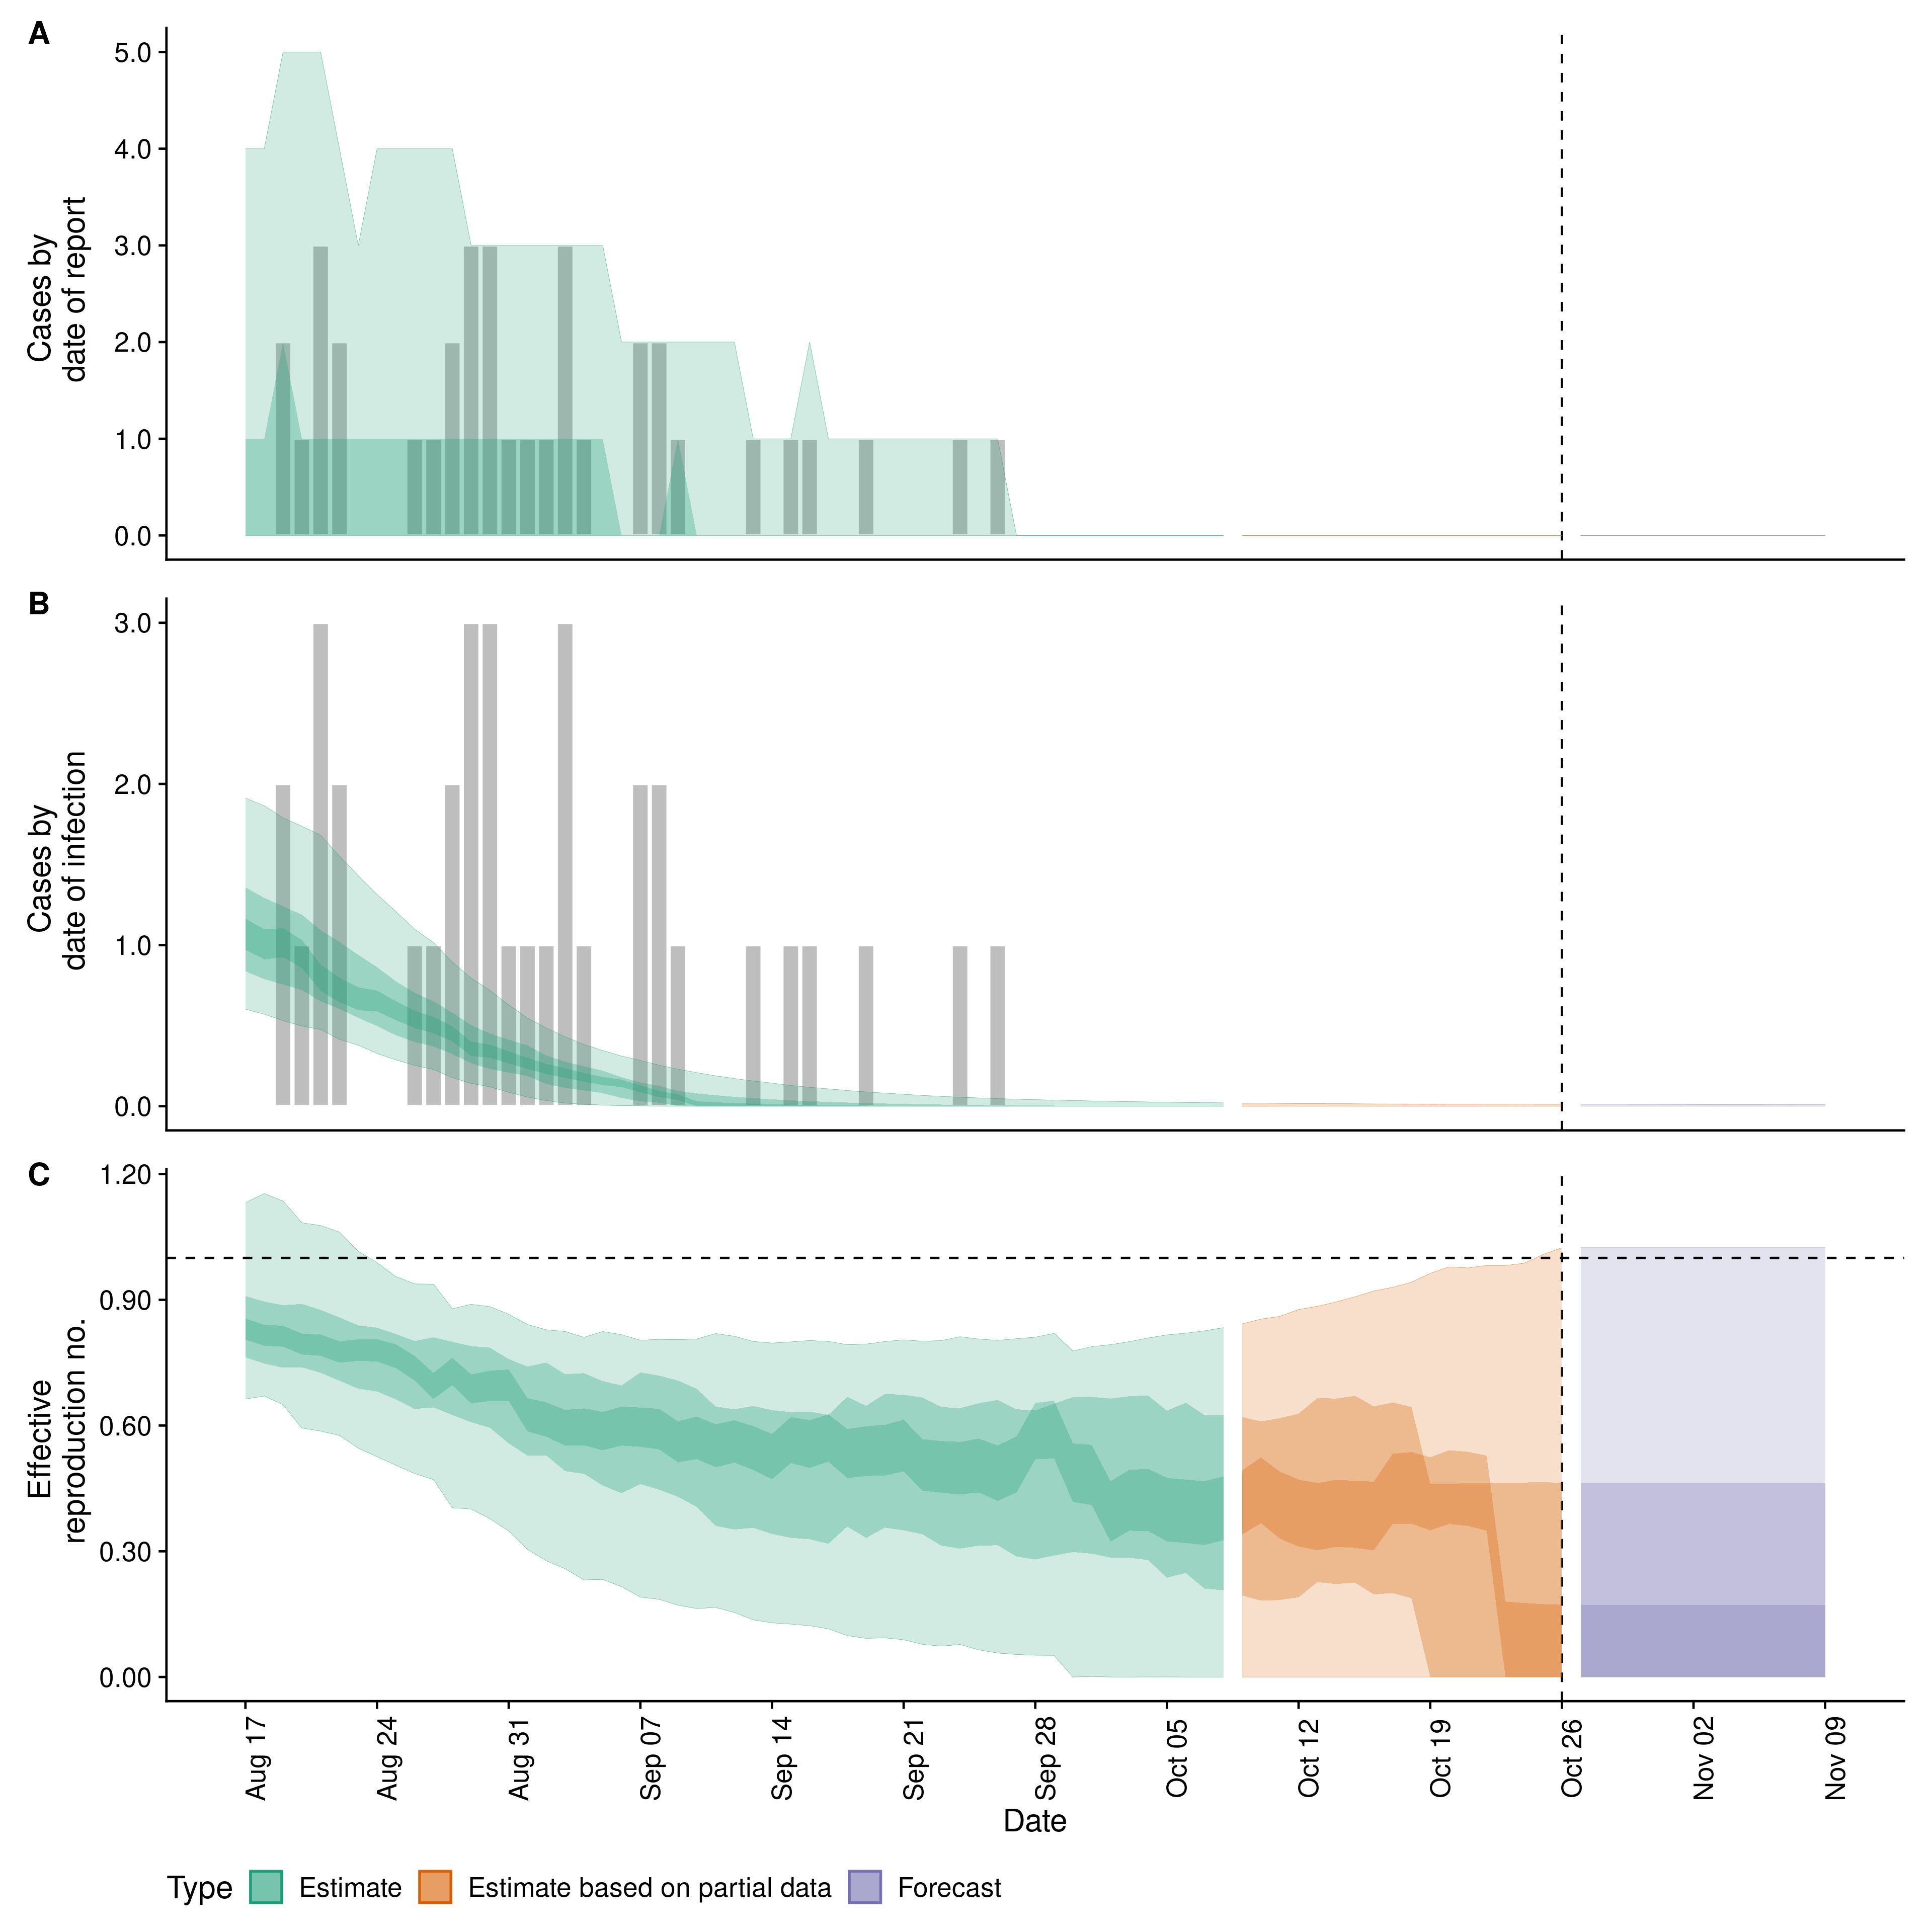 A
5.0
4.0
3.0
2.0
1.0
0.0
Cases by
date of report
B
3.0
2.0
1.0
0.0
Cases by
date of infection
C
1.20
0.90
0.60
0.30
0.00
Effective
reproduction no.
Aug 17
Aug 24
Aug 31
Sep 07
Sep 14
Sep 21
Sep 28
Oct 05
Oct 12
Oct 19
Oct 26
Nov 02
Nov 09
Date
Type Estimate Estimate based on partial data Forecast